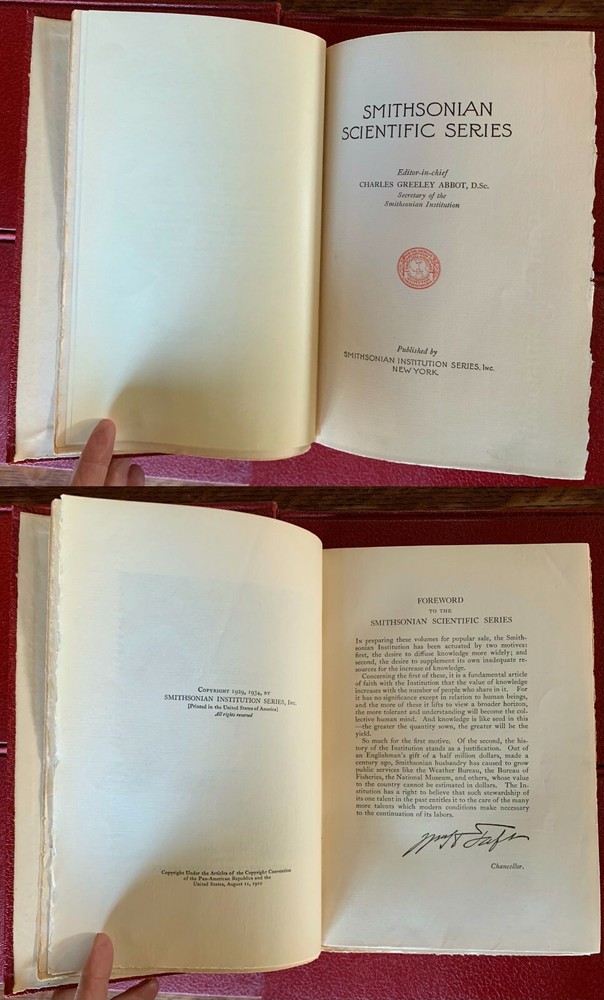 SMITHSONIAN
SCIENTIFIC SERIES
Editor-in-chief
CHARLES GREELEY ABBOT, D.Sc.
Secretary of the
Smithsonian Institution
Published by
SMITHSONIAN INSTITUTION SERIES, Inc.
NEW YORK
Copyright 1929, 1934, by
SMITHSONIAN INSTITUTION SERIES, Inc.
[Printed in the United States of America]
All rights reserved
Copyright Under the Articles of the Copyright Convention
of the Pan-American Republics and the
United States, August 11, 1910
FOREWORD
TO THE
SMITHSONIAN SCIENTIFIC SERIES
In preparing these volumes for popular sale, the Smith-
sonian Institution has been actuated by two motives:
first, the desire to diffuse knowledge more widely; and
second, the desire to supplement its own inadequate re-
sources for the increase of knowledge.
Concerning the first of these, it is a fundamental article
of faith with the Institution that the value of knowledge
increases with the number of people who share in it. For
it has no significance except in relation to human beings,
and the more of these it lifts to view a broader horizon,
the more tolerant and understanding will become the col-
lective human mind. And knowledge is like seed in this
—the greater the quantity sown, the greater will be the
yield.
So much for the first motive. Of the second, the his-
tory of the Institution stands as a justification. Out of
an Englishman's gift of a half million dollars, made a
century ago, Smithsonian husbandry has caused to grow
public services like the Weather Bureau, the Bureau of
Fisheries, the National Museum, and others, whose value
to the country cannot be estimated in dollars. The In-
stitution has a right to believe that such stewardship of
its one talent in the past entitles it to the care of the many
more talents which modern conditions make necessary
to the continuation of its labors.
Wm H Taft
Chancellor.